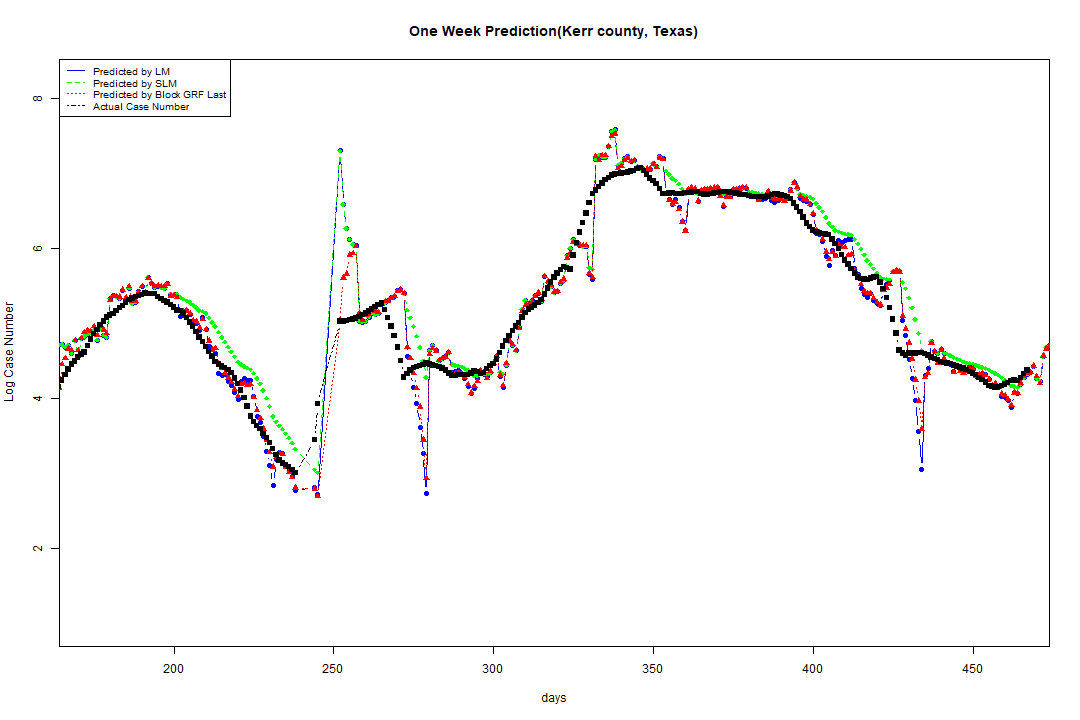 One Week Prediction(Kerr county, Texas)
Predicted by LM
Predicted by SLM
Predicted by Block GRF Last
Actual Case Number
Log Case Number
8
6
4
2
200 250 300 350 400 450
days